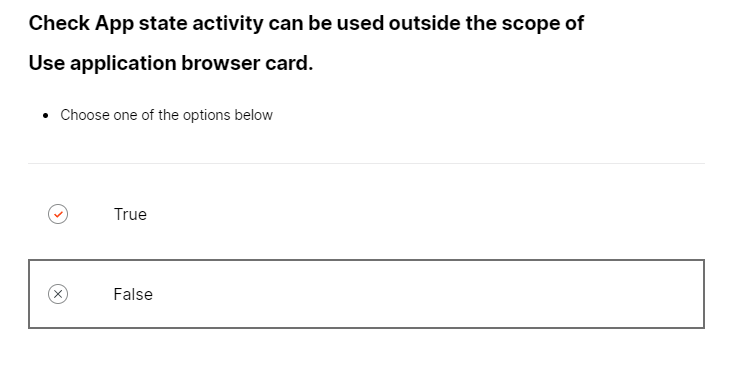 Check App state activity can be used outside the scope of
Use application browser card.
• Choose one of the options below
True
False